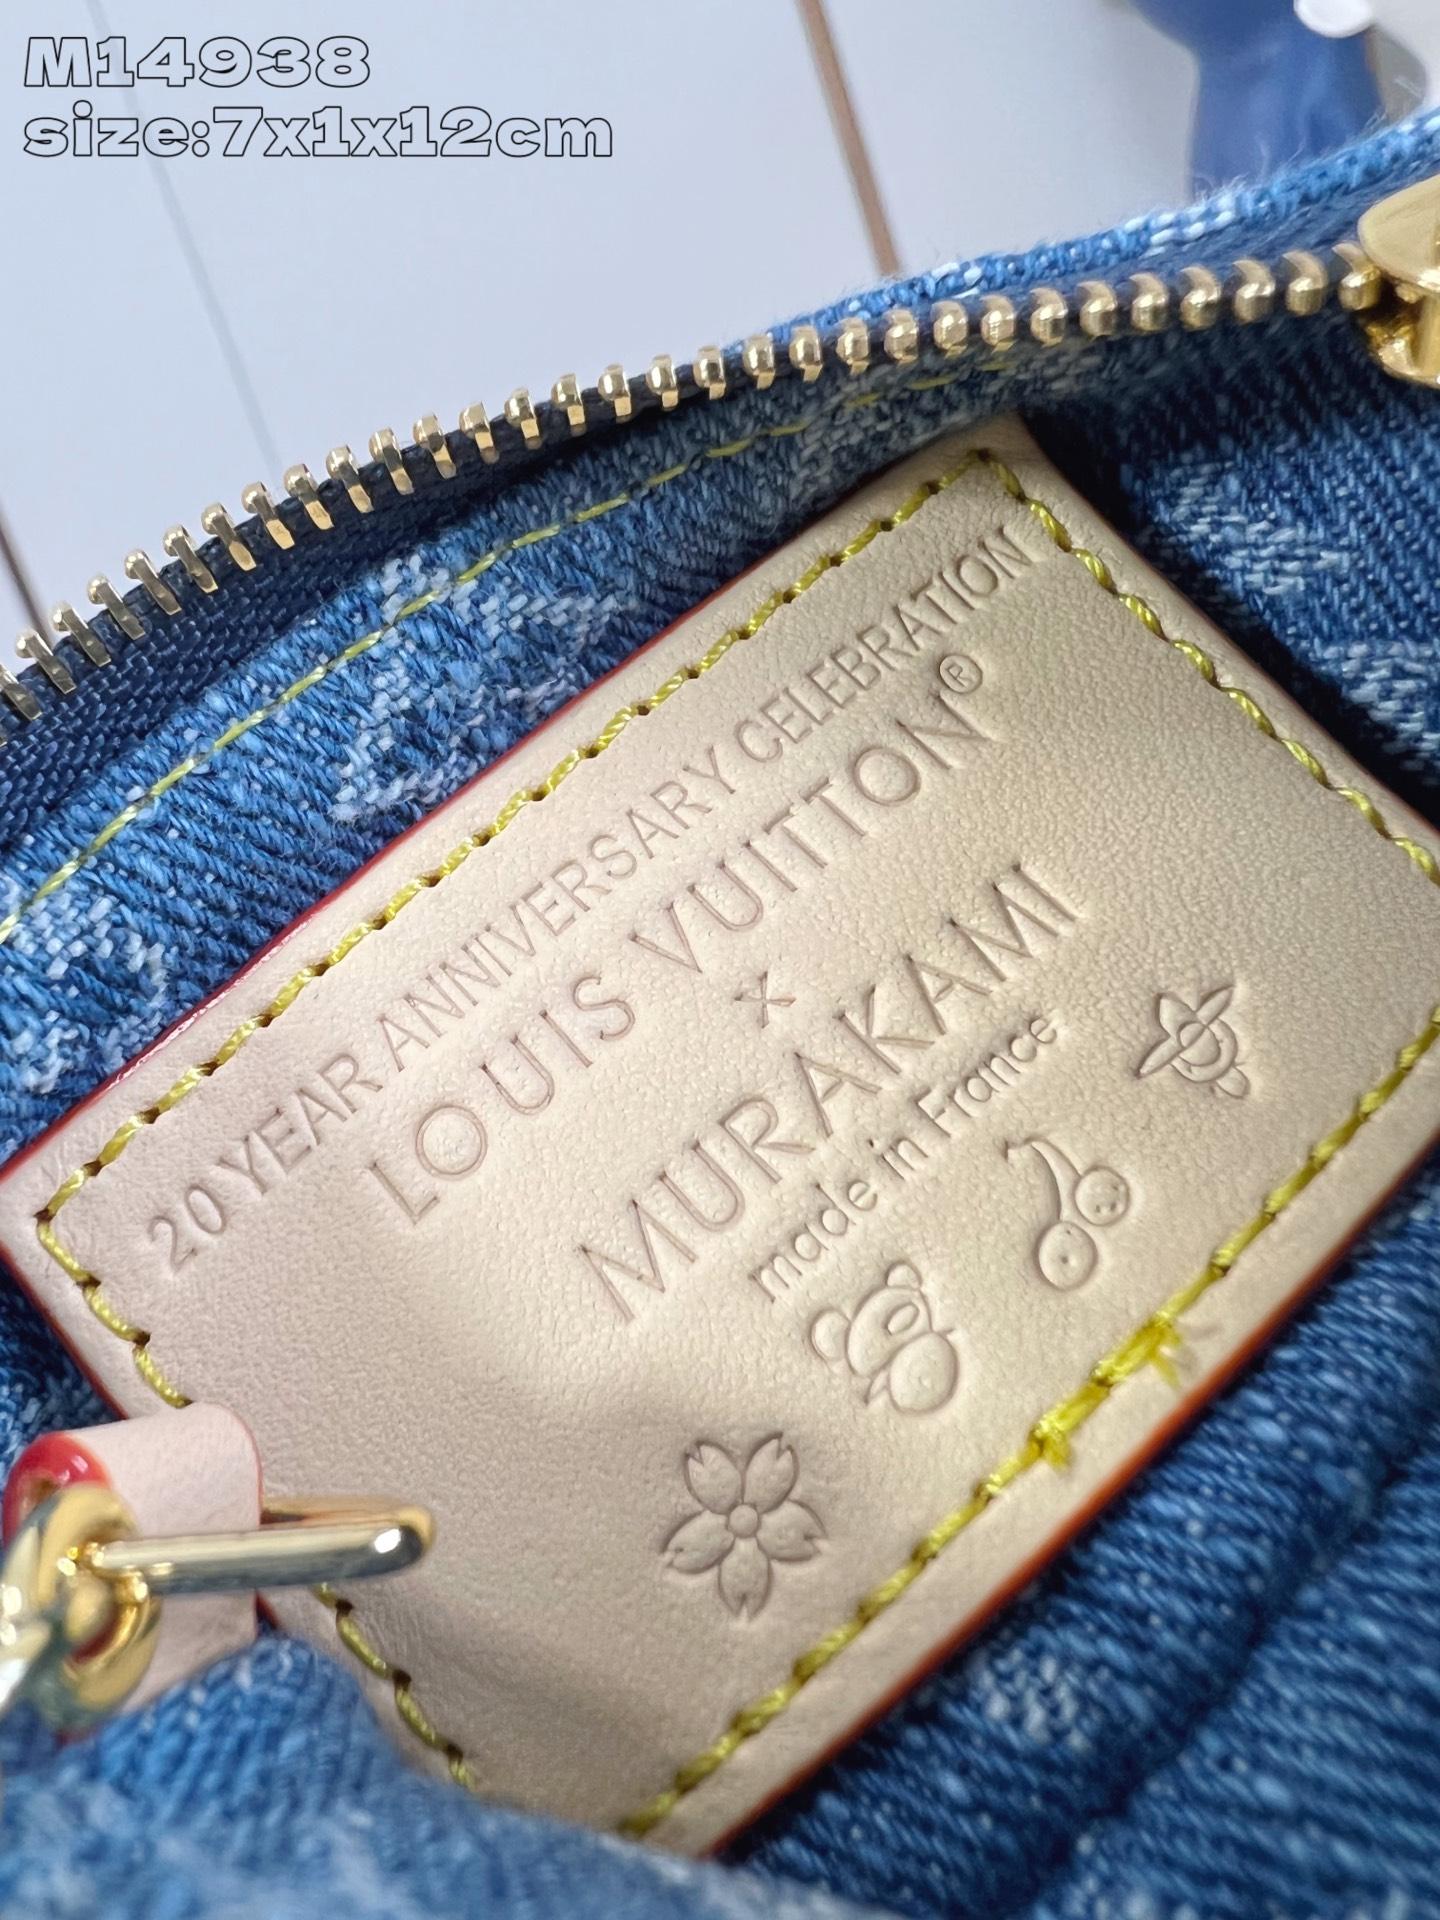 M14938
size:7x1x12cm
20 YEAR ANNIVERSARY CELEBRATION
LOUIS VUITTON®
X
MURAKAMI
made in France